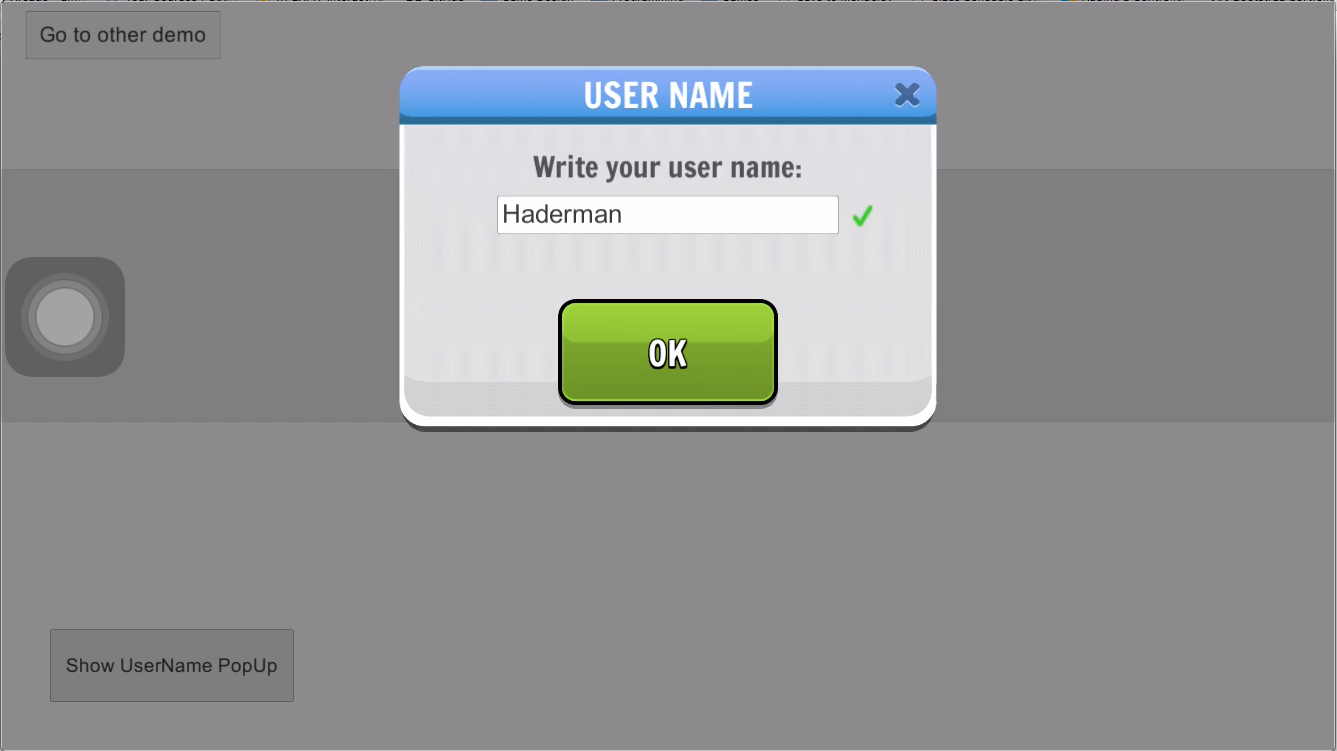 Go to other demo
USER NAME
Write your user name:
Haderman
OK
Show UserName PopUp